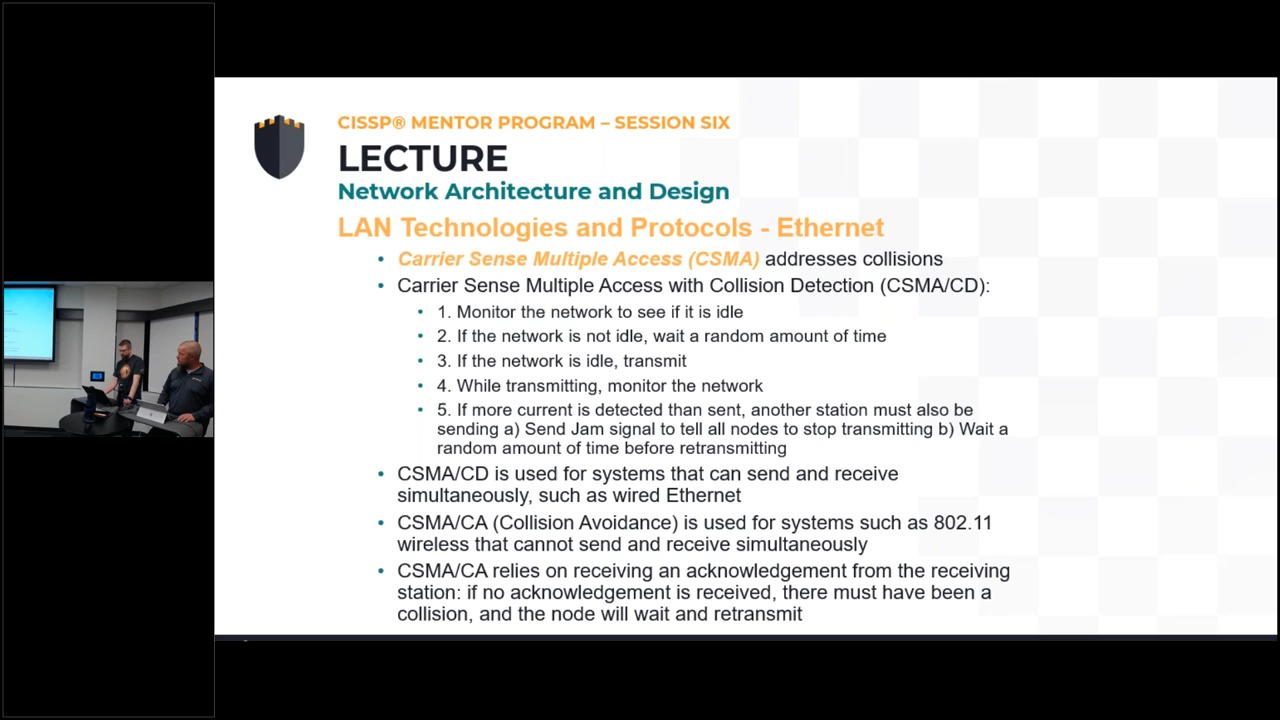 CISSP® MENTOR PROGRAM – SESSION SIX
LECTURE
Network Architecture and Design
LAN Technologies and Protocols - Ethernet
• Carrier Sense Multiple Access (CSMA) addresses collisions
• Carrier Sense Multiple Access with Collision Detection (CSMA/CD):
• 1. Monitor the network to see if it is idle
• 2. If the network is not idle, wait a random amount of time
• 3. If the network is idle, transmit
• 4. While transmitting, monitor the network
• 5. If more current is detected than sent, another station must also be
sending a) Send Jam signal to tell all nodes to stop transmitting b) Wait a
random amount of time before retransmitting
• CSMA/CD is used for systems that can send and receive
simultaneously, such as wired Ethernet
• CSMA/CA (Collision Avoidance) is used for systems such as 802.11
wireless that cannot send and receive simultaneously
• CSMA/CA relies on receiving an acknowledgement from the receiving
station: if no acknowledgement is received, there must have been a
collision, and the node will wait and retransmit